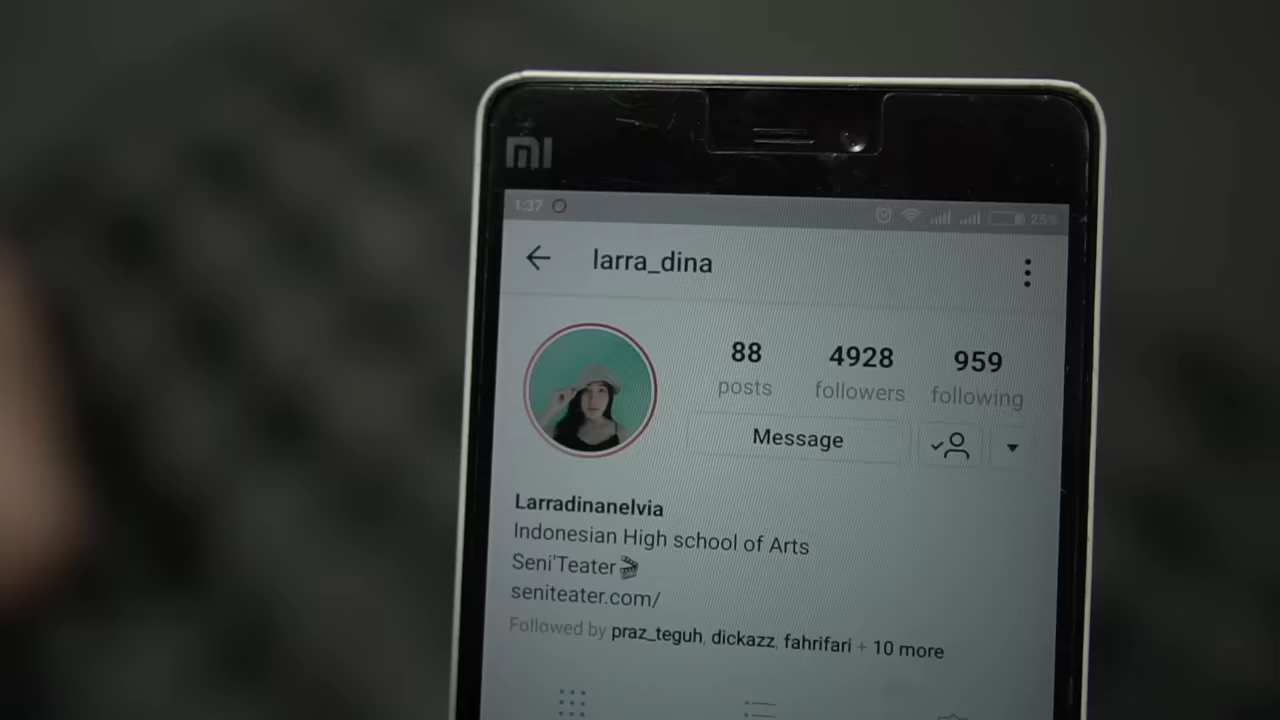 mi
1:37 25%
larra_dina
88 4928 959
posts followers following
Message
Larradinanelvia
Indonesian High school of Arts
Seni'Teater
seniteater.com/
Followed by praz_teguh, dickazz, fahrifari + 10 more